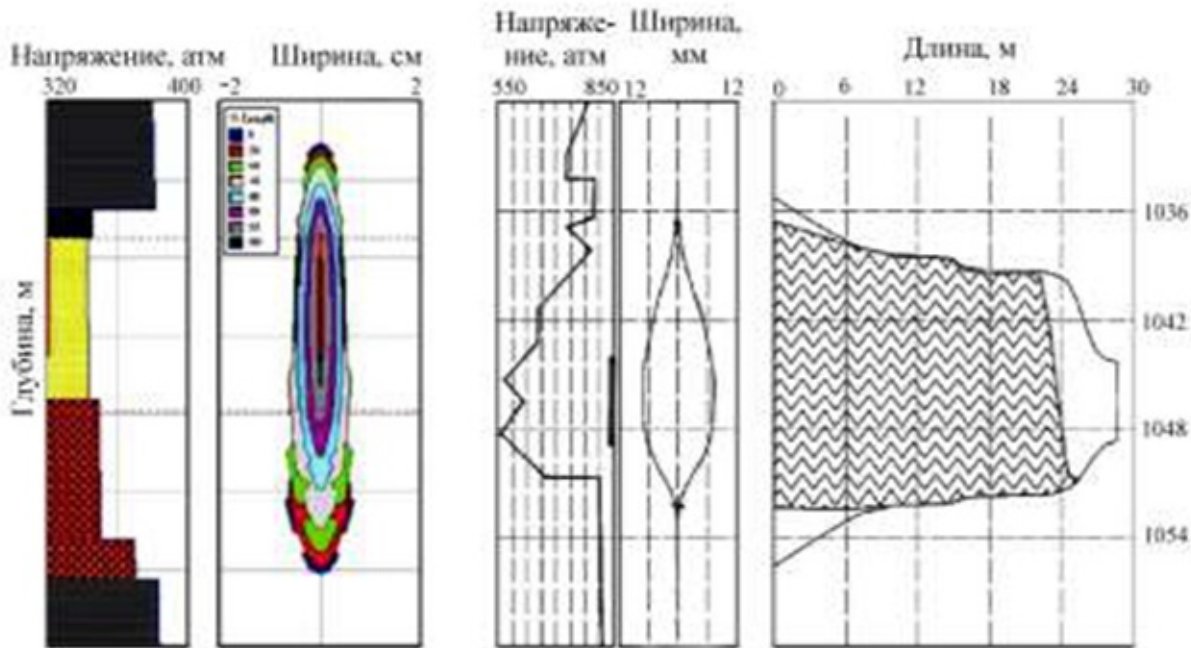 Напряжение, атм
320
400
Ширина, см
−2
2
Глубина, м
Напряже-
ние, атм
550
850
Ширина,
мм
12
12
Длина, м
0
6
12
18
24
30
1036
1042
1048
1054